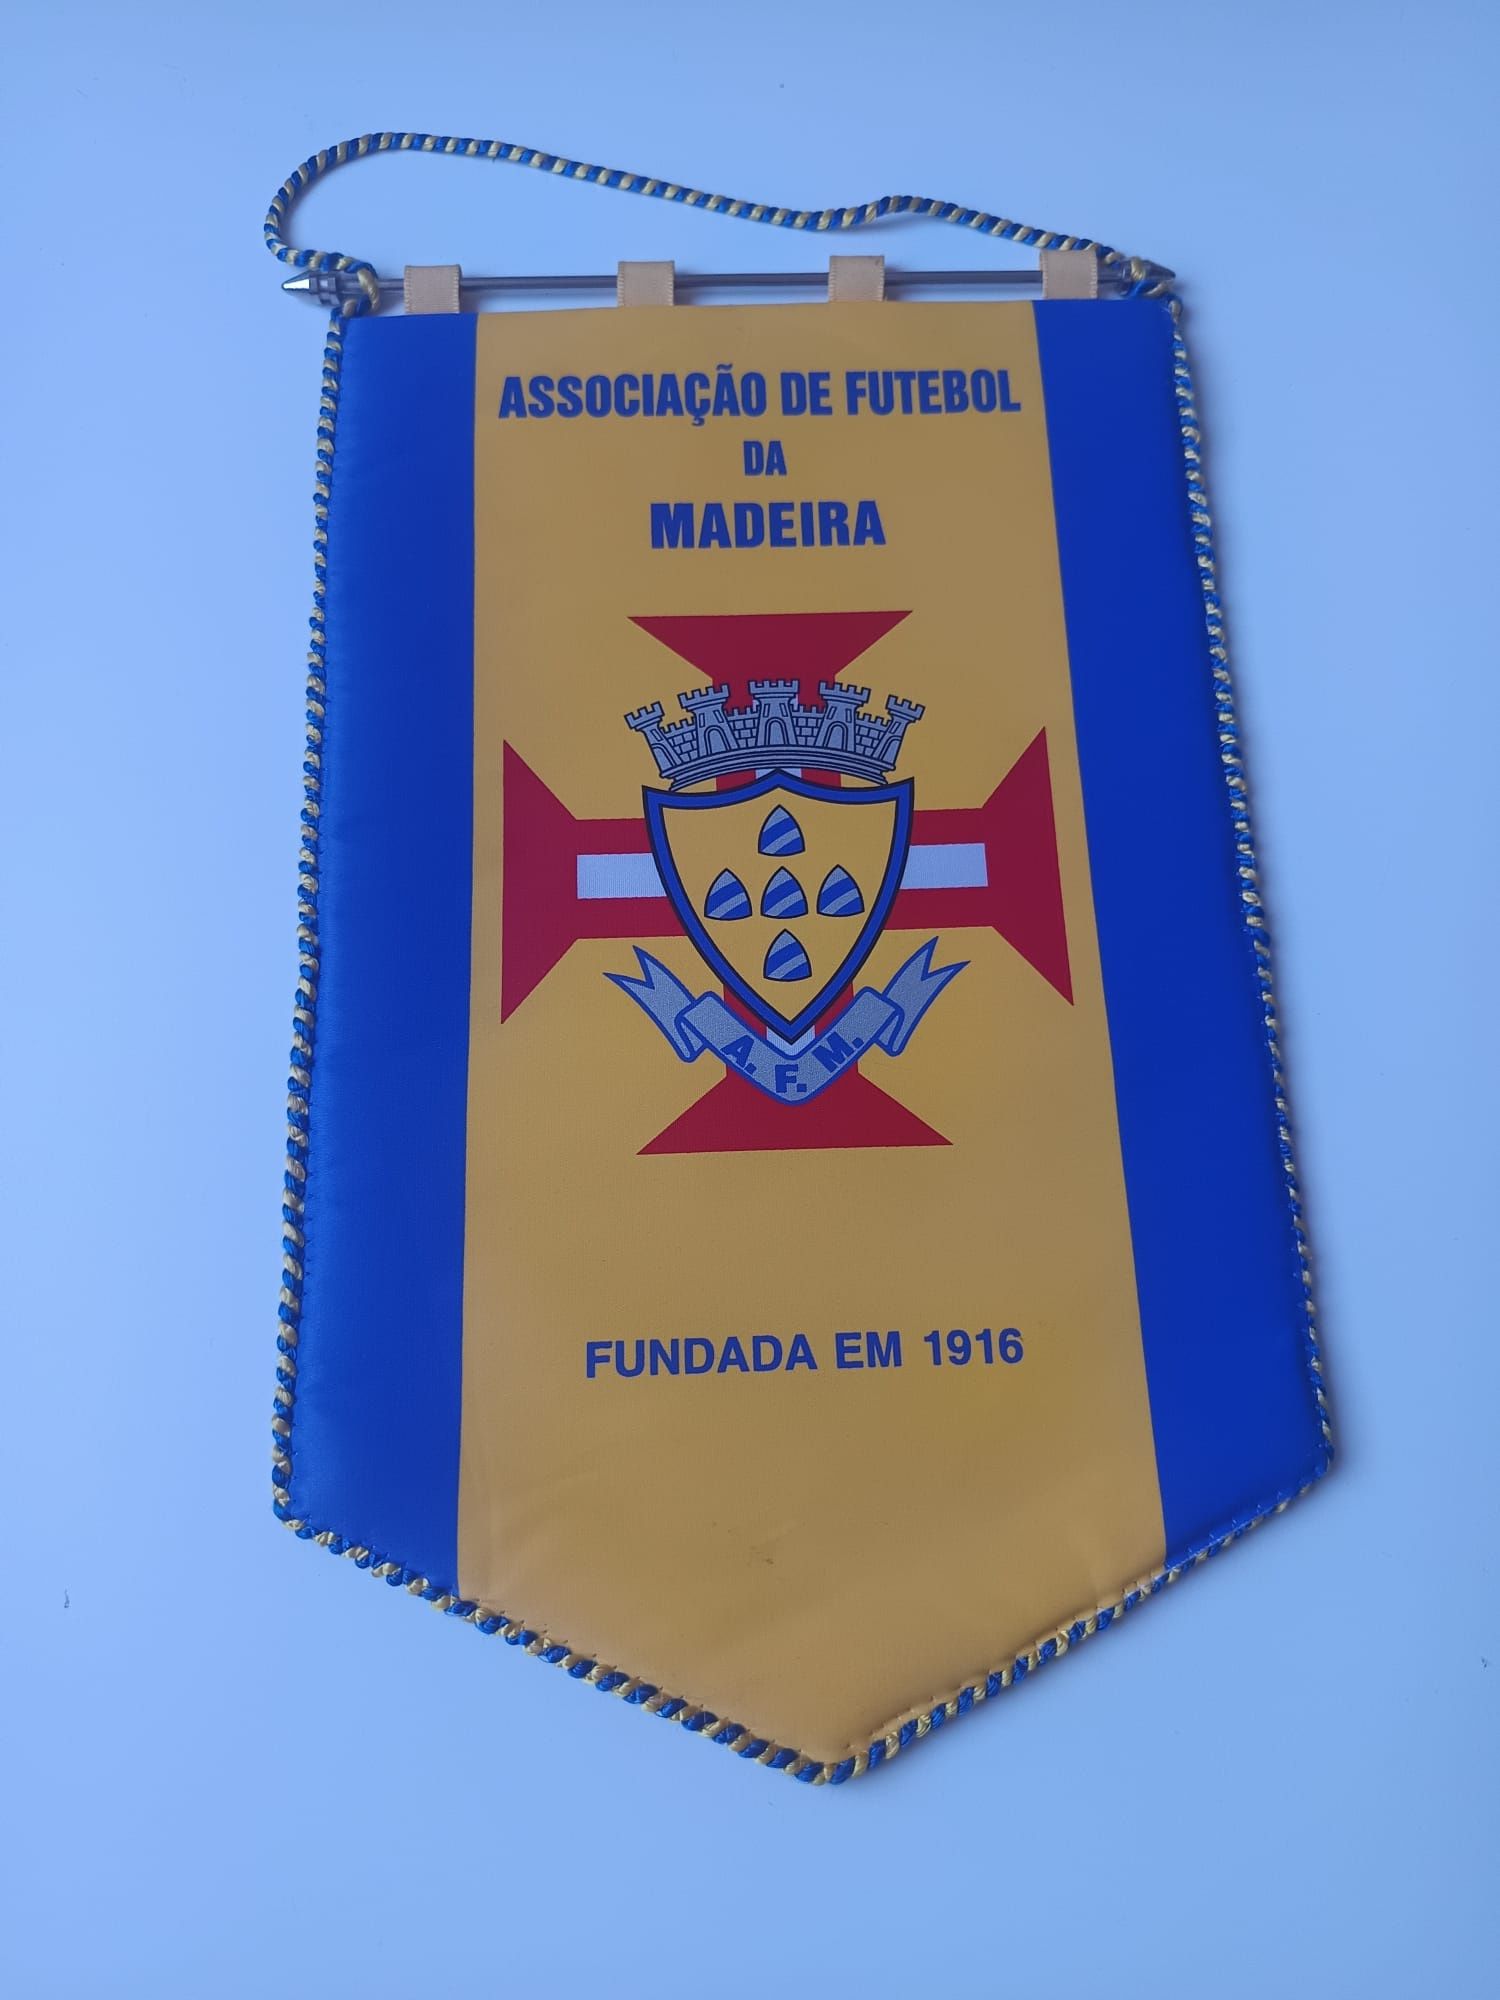 ASSOCIAÇÃO DE FUTEBOL
DA
MADEIRA
A. F. M.
FUNDADA EM 1916